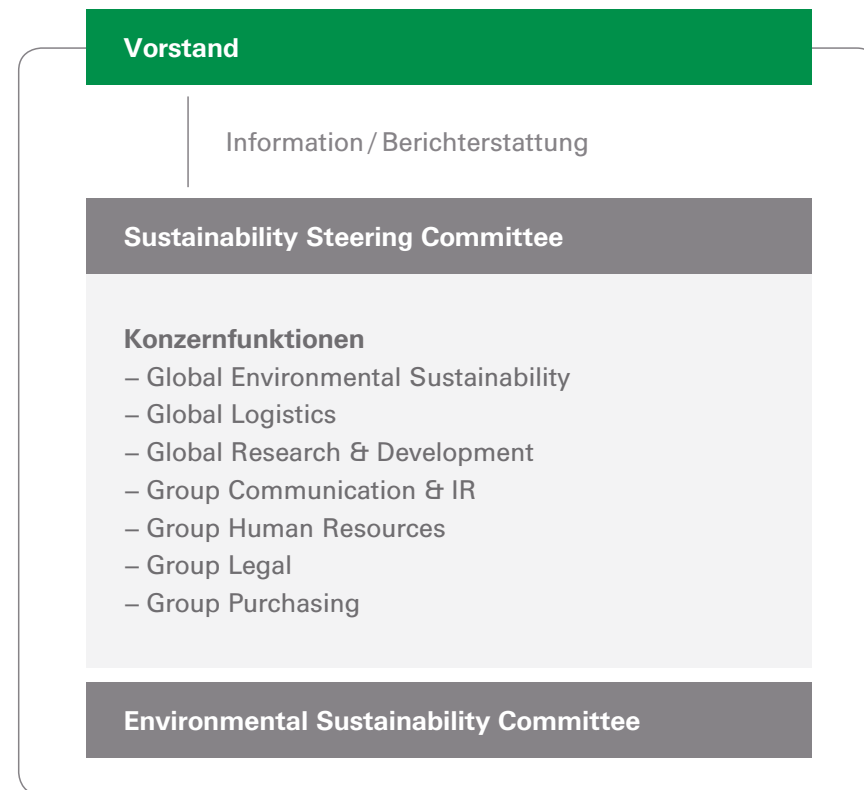 Vorstand
Information / Berichterstattung
Sustainability Steering Committee
Konzernfunktionen
– Global Environmental Sustainability
– Global Logistics
– Global Research & Development
– Group Communication & IR
– Group Human Resources
– Group Legal
– Group Purchasing
Environmental Sustainability Committee